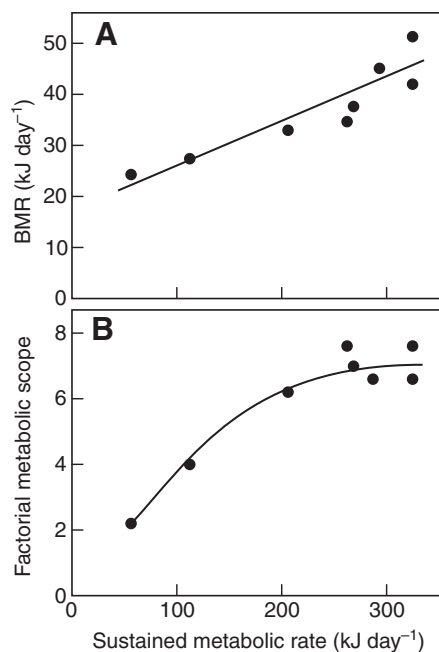 A
50
40
30
20
10
0
BMR (kJ day⁻¹)
B
8
6
4
2
0
Factorial metabolic scope
0 100 200 300
Sustained metabolic rate (kJ day⁻¹)